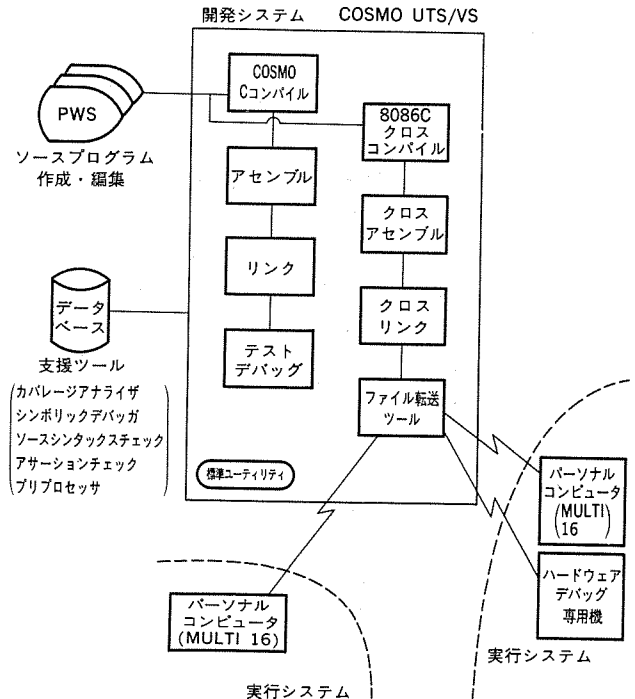 開発システム COSMO UTS/VS
PWS
ソースプログラム
作成・編集
COSMO
Cコンパイル
アセンブル
リンク
テスト
デバッグ
8086C
クロス
コンパイル
クロス
アセンブル
クロス
リンク
ファイル転送
ツール
データ
ベース
支援ツール
(カバレージアナライザ
シンボリックデバッガ
ソースシンタックスチェック
アサーションチェック
プリプロセッサ)
標準ユーティリティ
パーソナル
コンピュータ
(MULTI 16)
実行システム
パーソナル
コンピュータ
(MULTI
16)
ハードウェア
デバッグ
専用機
実行システム